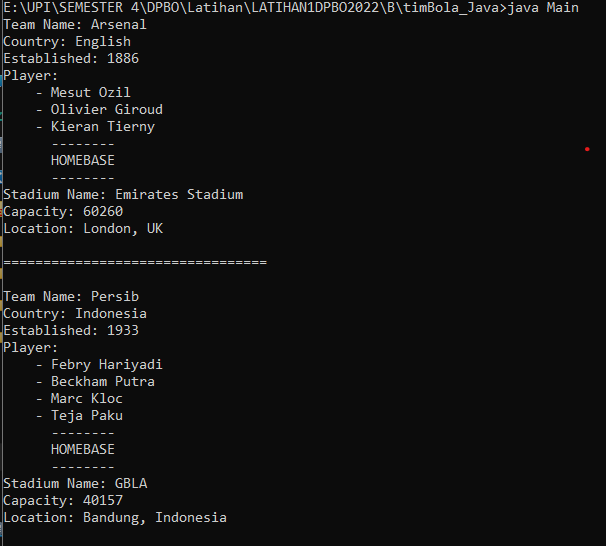 E:\UPI\SEMESTER 4\DPBO\Latihan\LATIHAN1DPBO2022\B\timBola_Java>java Main
Team Name: Arsenal
Country: English
Established: 1886
Player:
    - Mesut Ozil
    - Olivier Giroud
    - Kieran Tierny
      --------
      HOMEBASE
      --------
Stadium Name: Emirates Stadium
Capacity: 60260
Location: London, UK

=================================

Team Name: Persib
Country: Indonesia
Established: 1933
Player:
    - Febry Hariyadi
    - Beckham Putra
    - Marc Kloc
    - Teja Paku
      --------
      HOMEBASE
      --------
Stadium Name: GBLA
Capacity: 40157
Location: Bandung, Indonesia